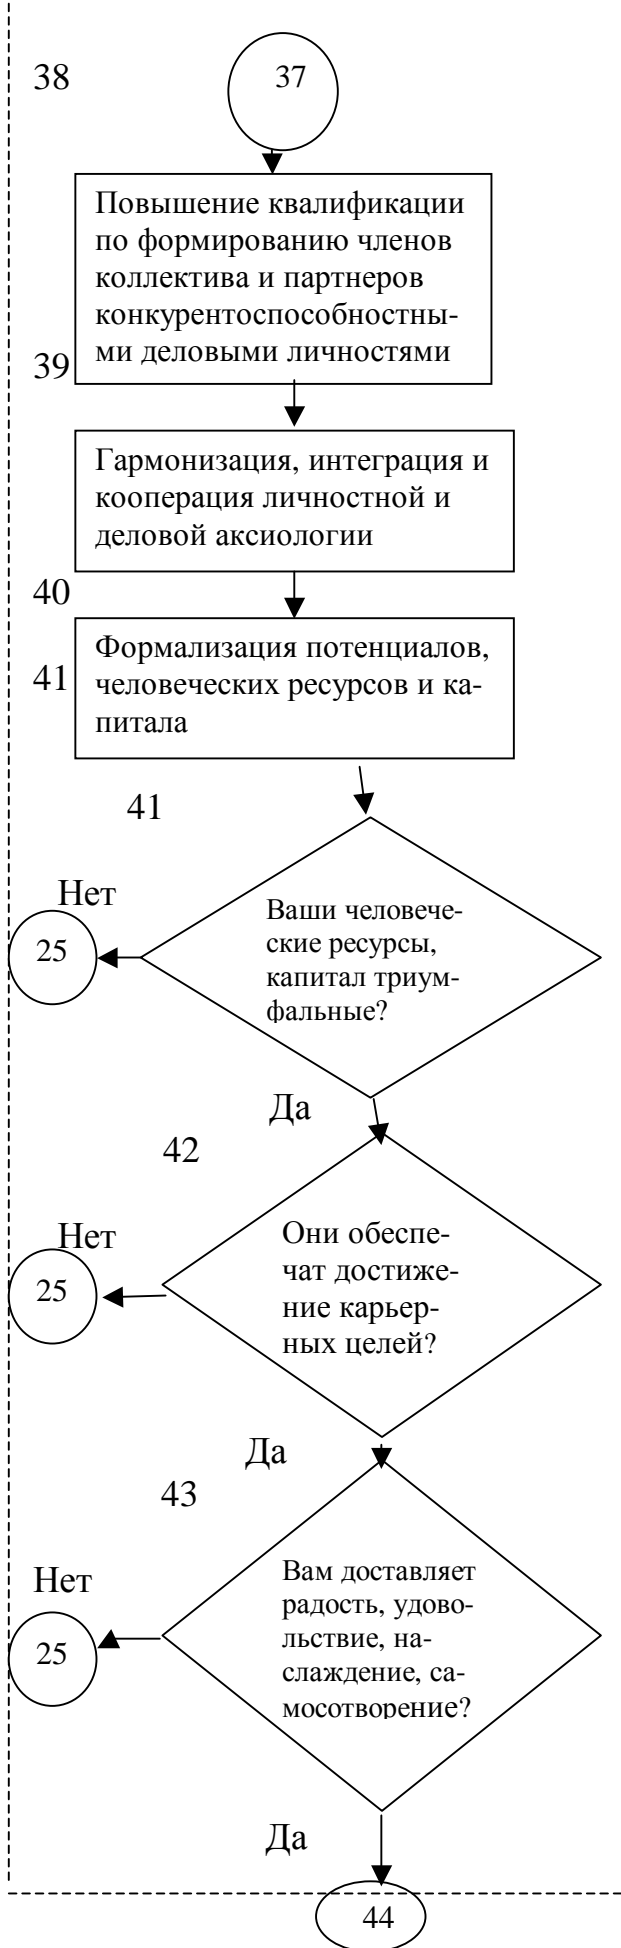 38
37
Повышение квалификации
по формированию членов
коллектива и партнеров
конкурентоспособностны-
ми деловыми личностями
39
Гармонизация, интеграция и
кооперация личностной и
деловой аксиологии
40
Формализация потенциалов,
человеческих ресурсов и ка-
питала
41
41
Нет
25
Ваши человече-
ские ресурсы,
капитал триум-
фальные?
Да
42
Нет
25
Они обеспе-
чат достиже-
ние карьер-
ных целей?
Да
43
Нет
25
Вам доставляет
радость, удово-
льствие, на-
слаждение, са-
мосотворение?
Да
44